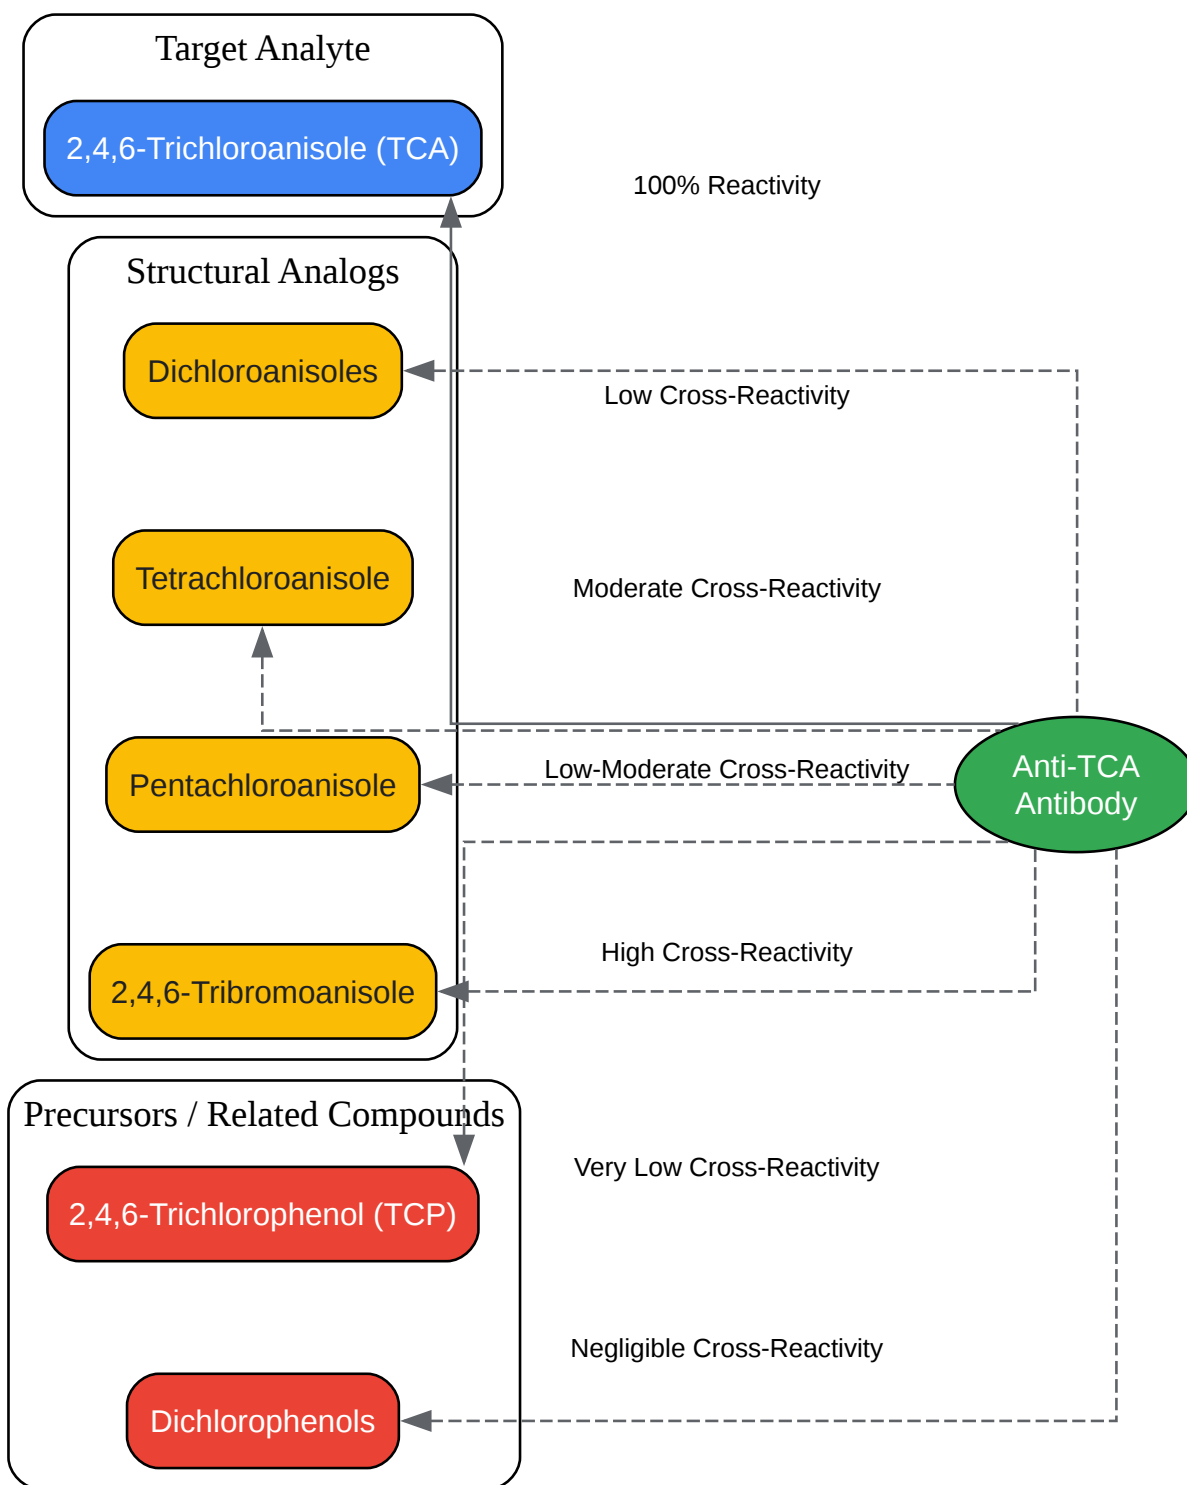 Target Analyte
2,4,6-Trichloroanisole (TCA)
100% Reactivity
Structural Analogs
Dichloroanisoles
Low Cross-Reactivity
Tetrachloroanisole
Moderate Cross-Reactivity
Pentachloroanisole
Low-Moderate Cross-Reactivity
Anti-TCA
Antibody
2,4,6-Tribromoanisole
High Cross-Reactivity
Precursors / Related Compounds
2,4,6-Trichlorophenol (TCP)
Very Low Cross-Reactivity
Negligible Cross-Reactivity
Dichlorophenols